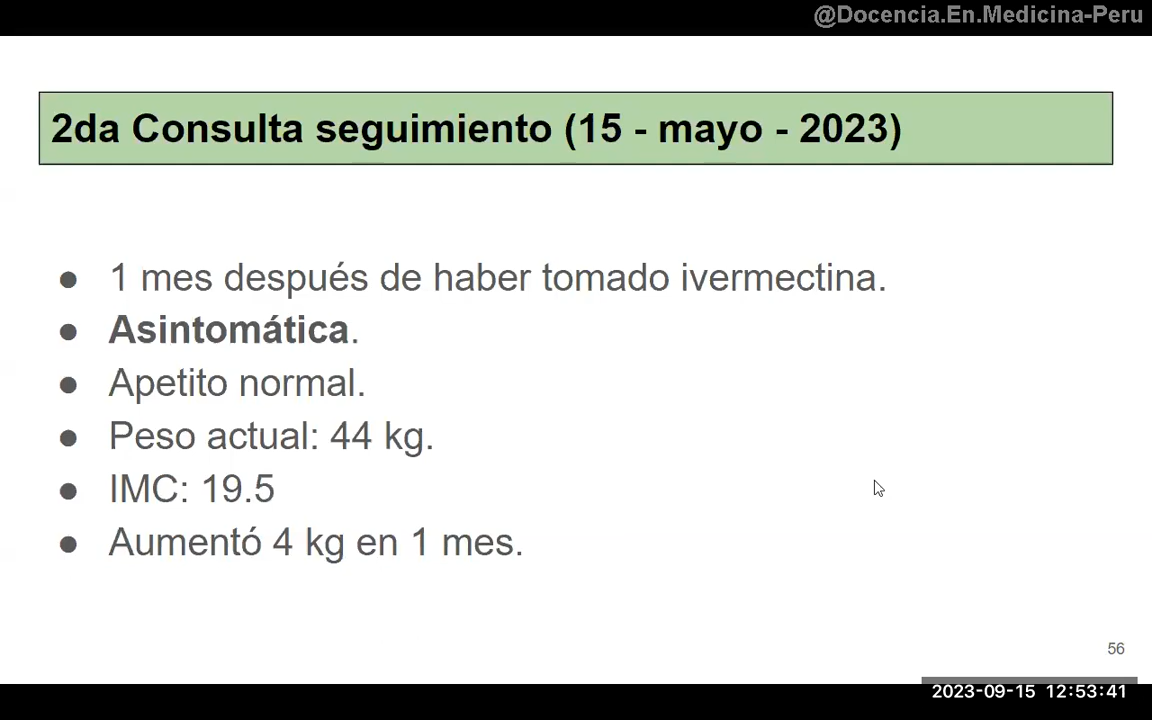 @Docencia.En.Medicina-Peru
2da Consulta seguimiento (15 - mayo - 2023)
● 1 mes después de haber tomado ivermectina.
● Asintomática.
● Apetito normal.
● Peso actual: 44 kg.
● IMC: 19.5
● Aumentó 4 kg en 1 mes.
56
2023-09-15 12:53:41